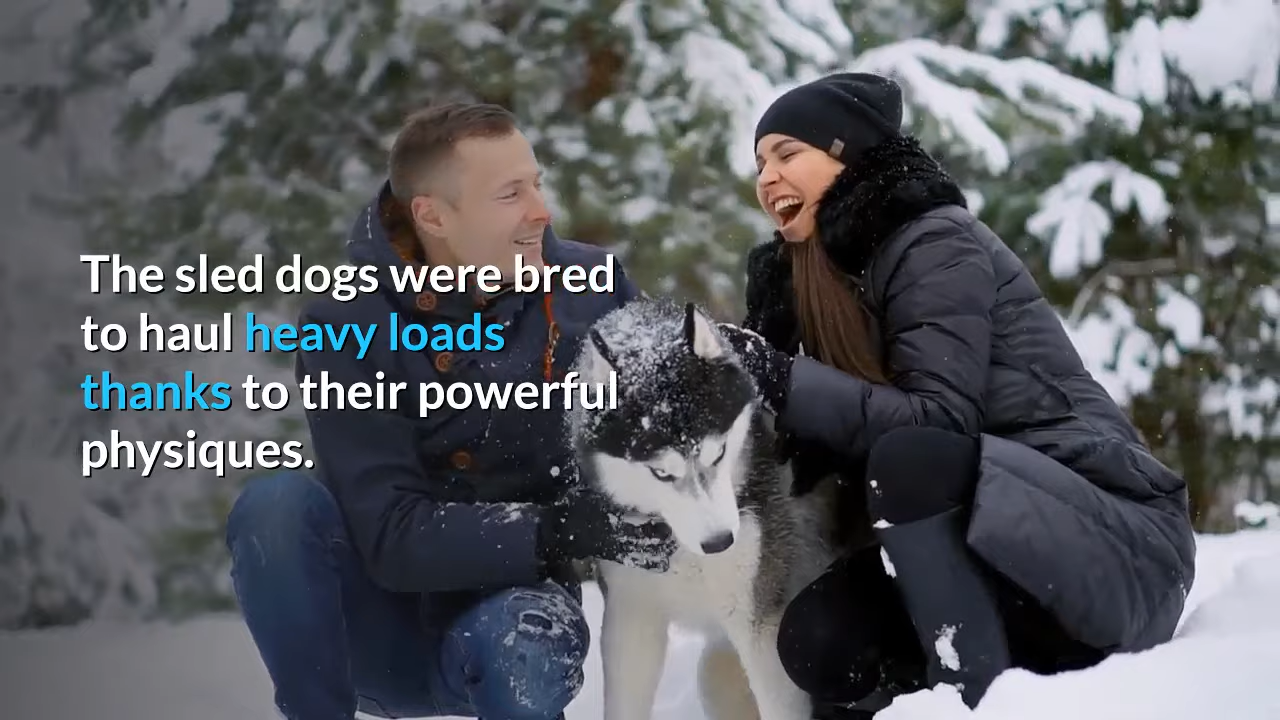 The sled dogs were bred
to haul heavy loads
thanks to their powerful
physiques.